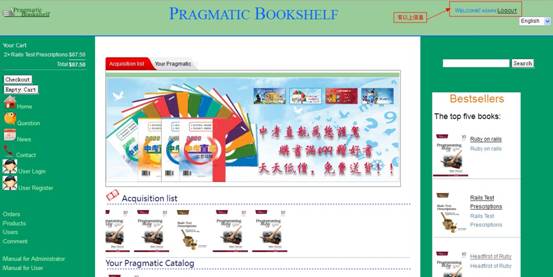 Pragmatic
Bookshelf
PRAGMATIC BOOKSHELF
Welcome! admin LOGOUT
English
Your Cart
2× Rails Test Prescriptions $87.50
Total $87.50
Checkout
Empty Cart
Home
Question
News
Contact
User Login
User Register
Orders
Products
Users
Comment
Manual for Administrator
Manual for User
Acquisition list
Your Pragmatic
Search
Acquisition list
Your Pragmatic Catalog
Bestsellers
The top five books:
Ruby on rails
Ruby on rails
Rails Test
Prescriptions
Rails Test
Prescriptions
Headfirst of Ruby
Headfirst of Ruby